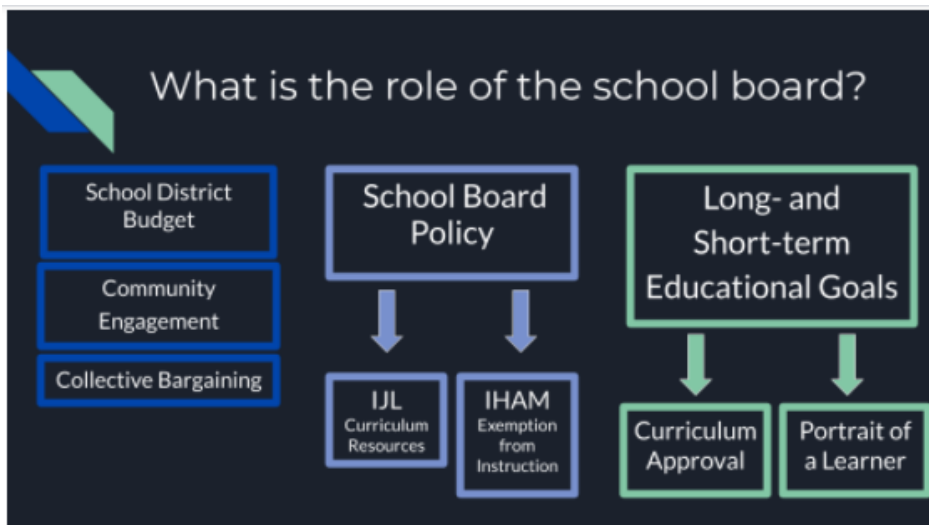 What is the role of the school board?
School District
Budget
Community
Engagement
Collective Bargaining
School Board
Policy
IJL
Curriculum
Resources
IHAM
Exemption
from
Instruction
Long- and
Short-term
Educational Goals
Curriculum
Approval
Portrait of
a Learner